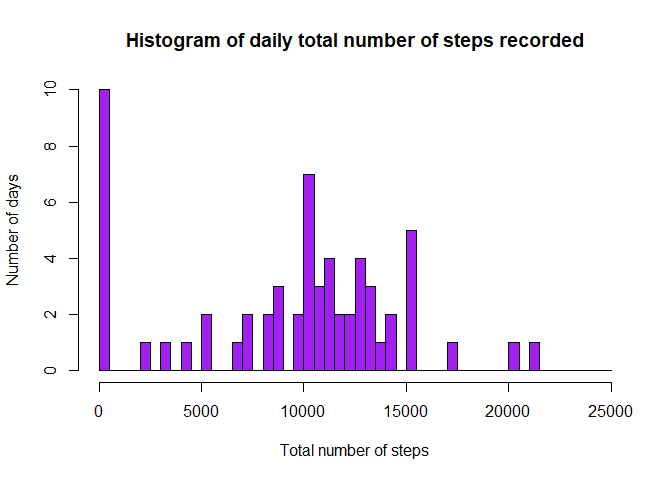 Histogram of daily total number of steps recorded
Number of days
10
8
6
4
2
0
0 5000 10000 15000 20000 25000
Total number of steps